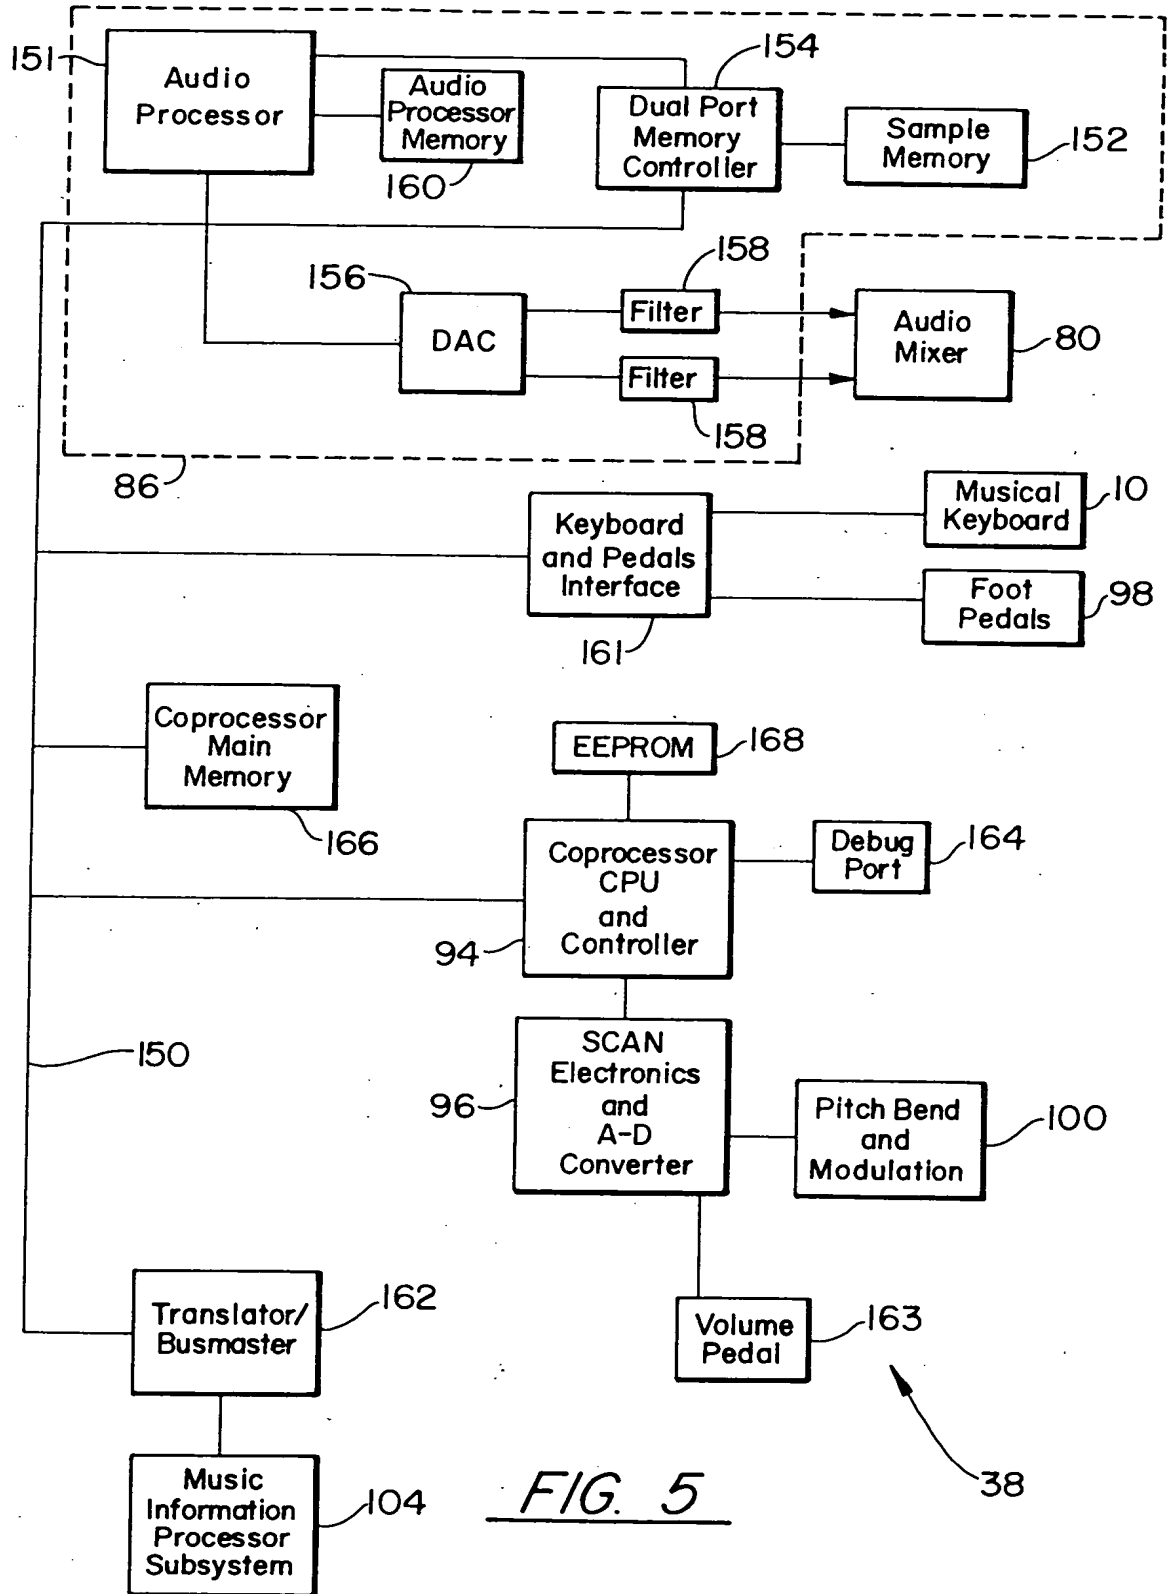 151
Audio
Processor
Audio
Processor
Memory
160
154
Dual Port
Memory
Controller
Sample
Memory
152
156
DAC
158
Filter
Filter
158
Audio
Mixer
80
86
Keyboard
and Pedals
Interface
161
Musical
Keyboard
10
Foot
Pedals
98
Coprocessor
Main
Memory
166
EEPROM
168
Coprocessor
CPU
and
Controller
94
Debug
Port
164
150
SCAN
Electronics
and
A-D
Converter
96
Pitch Bend
and
Modulation
100
Translator/
Busmaster
162
Volume
Pedal
163
38
Music
Information
Processor
Subsystem
104
FIG. 5